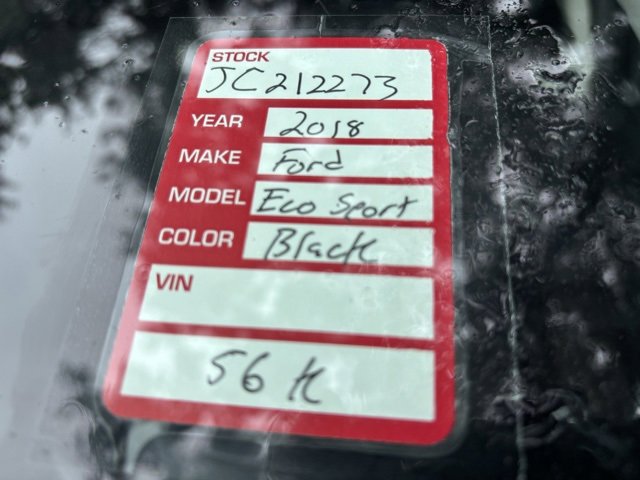 STOCK
JC212273
YEAR 2018
MAKE Ford
MODEL Eco Sport
COLOR Black
VIN
56 K